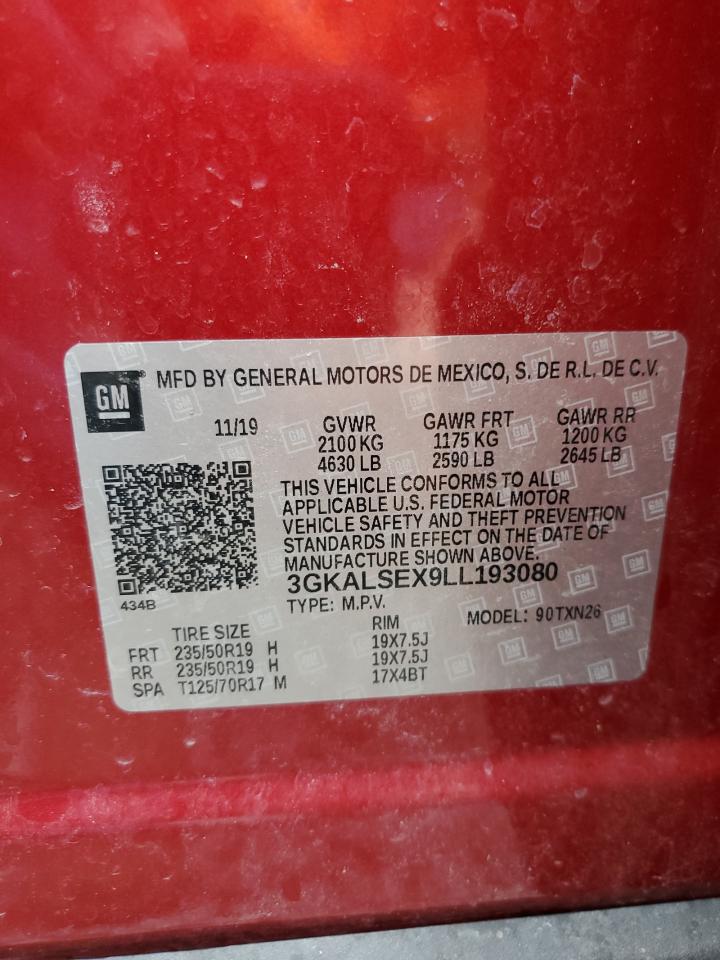 GM MFD BY GENERAL MOTORS DE MEXICO, S. DE R.L. DE C.V.
11/19 GVWR GAWR FRT GAWR RR
2100 KG 1175 KG 1200 KG
4630 LB 2590 LB 2645 LB
THIS VEHICLE CONFORMS TO ALL
APPLICABLE U.S. FEDERAL MOTOR
VEHICLE SAFETY AND THEFT PREVENTION
STANDARDS IN EFFECT ON THE DATE OF
MANUFACTURE SHOWN ABOVE.
3GKALSEX9LL193080
434B
TYPE: M.P.V. MODEL: 90TXN26
TIRE SIZE RIM
FRT 235/50R19 H 19X7.5J
RR 235/50R19 H 19X7.5J
SPA T125/70R17 M 17X4BT